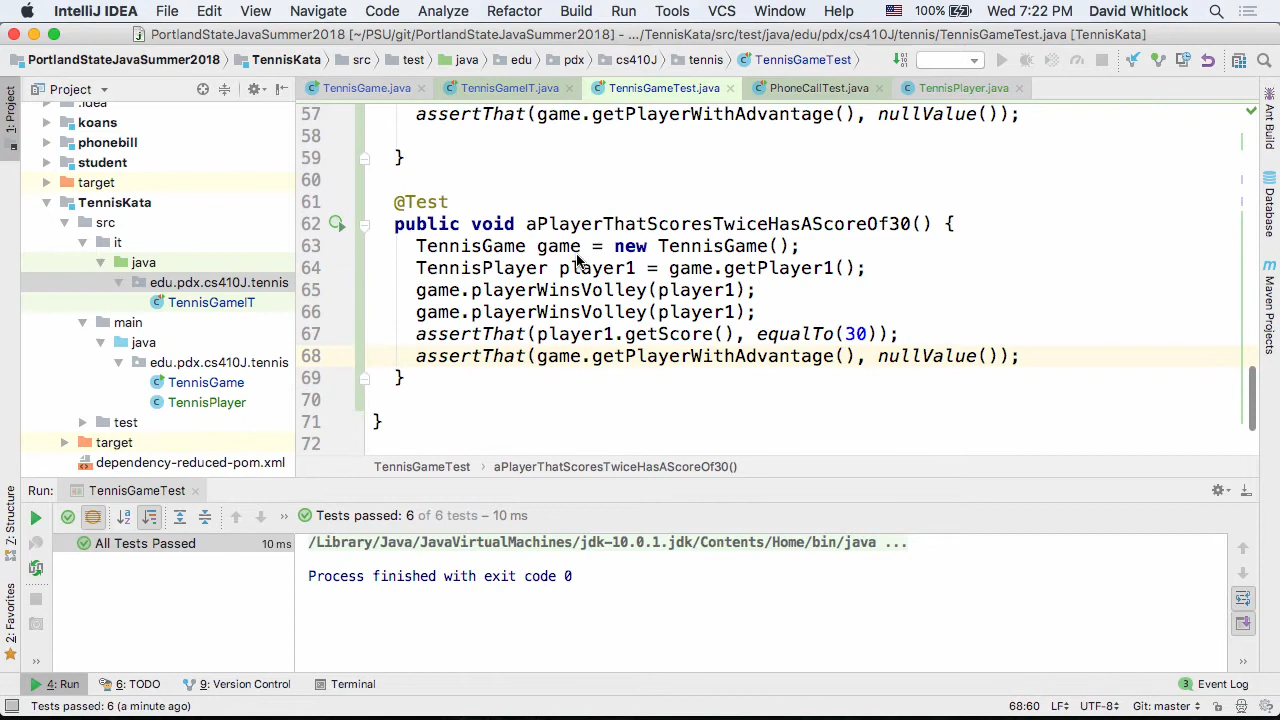 IntelliJ IDEA File Edit View Navigate Code Analyze Refactor Build Run Tools VCS Window Help 100% Wed 7:22 PM David Whitlock
PortlandStateJavaSummer2018 [~/PSU/git/PortlandStateJavaSummer2018] - .../TennisKata/src/test/java/edu/pdx/cs410J/tennis/TennisGameTest.java [TennisKata]
PortlandStateJavaSummer2018 TennisKata src test java edu pdx cs410J tennis TennisGameTest
Project
TennisGame.java TennisGameIT.java TennisGameTest.java PhoneCallTest.java TennisPlayer.java
1: Project
Ant Build
Database
Maven Projects
.idea
koans
phonebill
student
target
TennisKata
src
it
java
edu.pdx.cs410J.tennis
TennisGameIT
main
java
edu.pdx.cs410J.tennis
TennisGame
TennisPlayer
test
target
dependency-reduced-pom.xml
57 assertThat(game.getPlayerWithAdvantage(), nullValue());
58
59 }
60
61 @Test
62 public void aPlayerThatScoresTwiceHasAScoreOf30() {
63 TennisGame game = new TennisGame();
64 TennisPlayer player1 = game.getPlayer1();
65 game.playerWinsVolley(player1);
66 game.playerWinsVolley(player1);
67 assertThat(player1.getScore(), equalTo(30));
68 assertThat(game.getPlayerWithAdvantage(), nullValue());
69 }
70
71 }
72
TennisGameTest aPlayerThatScoresTwiceHasAScoreOf30()
Run: TennisGameTest
7: Structure
2: Favorites
Tests passed: 6 of 6 tests – 10 ms
All Tests Passed 10 ms
/Library/Java/JavaVirtualMachines/jdk-10.0.1.jdk/Contents/Home/bin/java ...
Process finished with exit code 0
4: Run 6: TODO 9: Version Control Terminal 3 Event Log
Tests passed: 6 (a minute ago) 68:60 LF UTF-8 Git: master